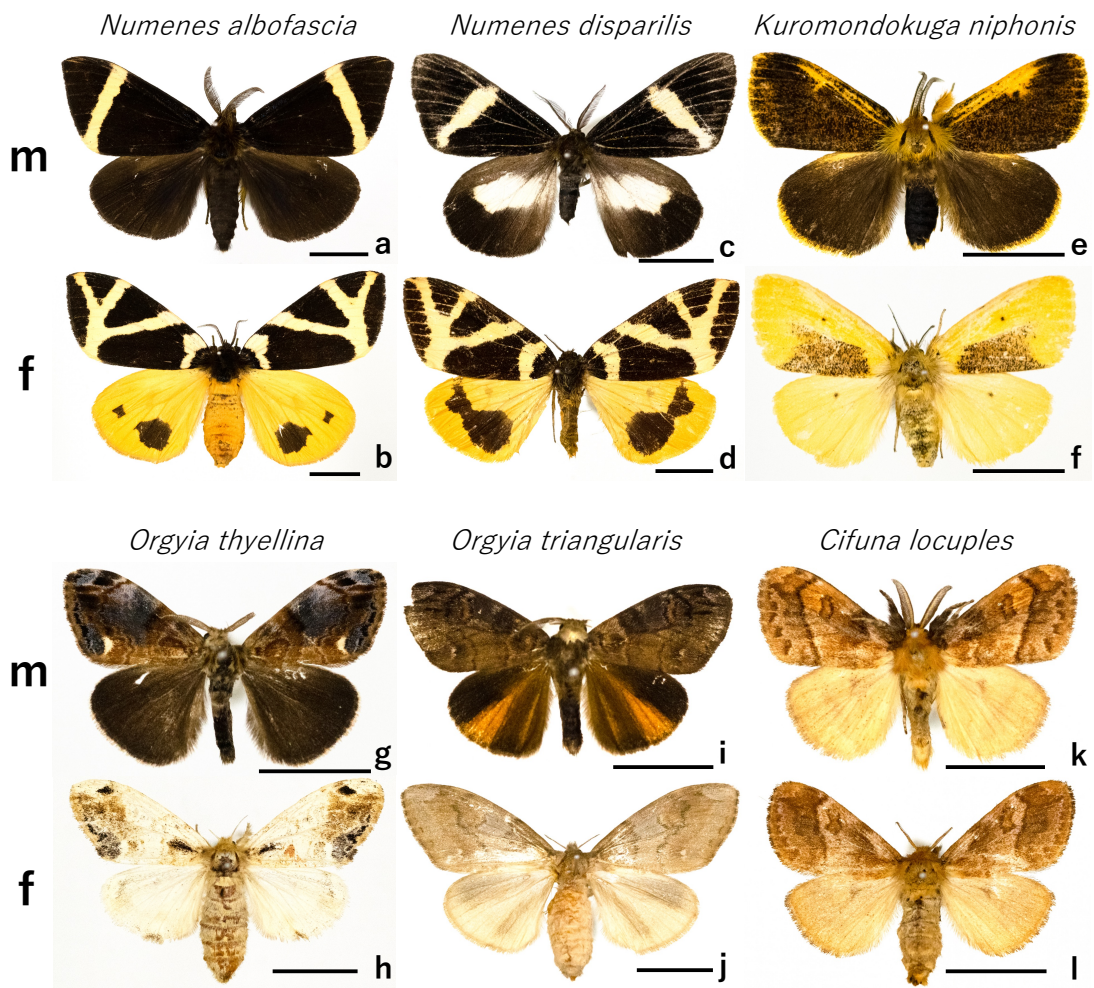 Numenes albofascia Numenes disparilis Kuromondokuga niphonis
m
a c e
f
b d f
Orgyia thyellina Orgyia triangularis Cifuna locuples
m
g i k
f
h j l